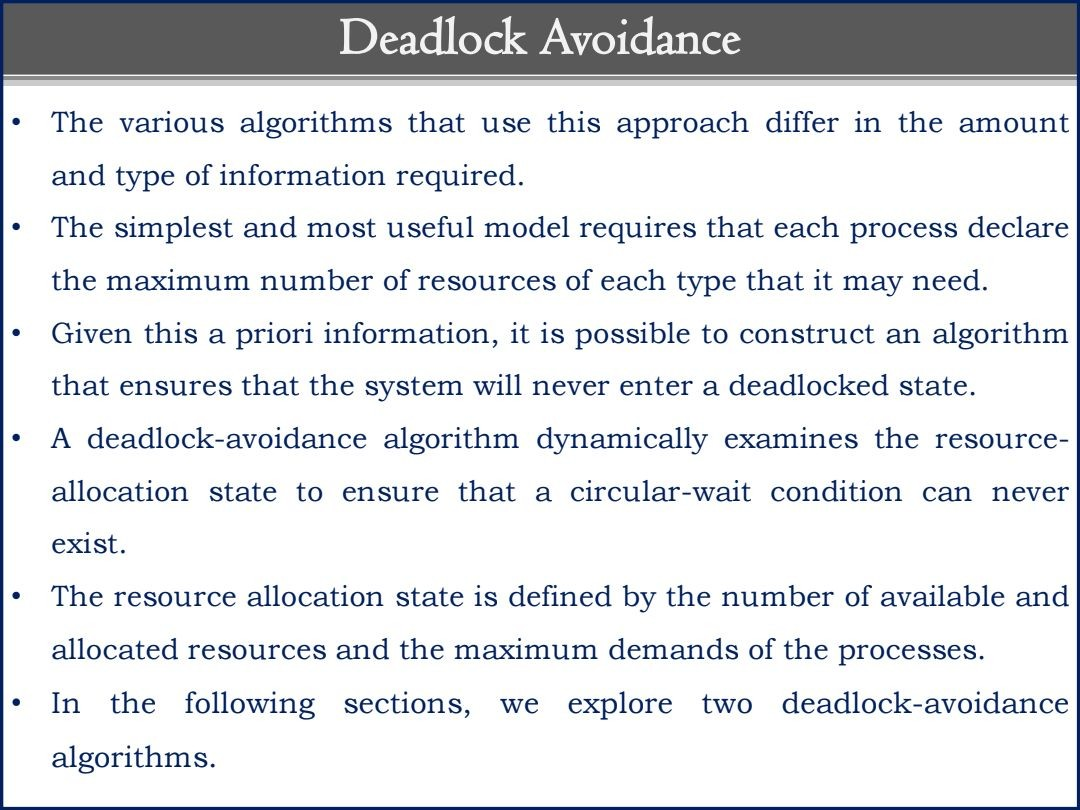 Deadlock Avoidance
• The various algorithms that use this approach differ in the amount
and type of information required.
• The simplest and most useful model requires that each process declare
the maximum number of resources of each type that it may need.
• Given this a priori information, it is possible to construct an algorithm
that ensures that the system will never enter a deadlocked state.
• A deadlock-avoidance algorithm dynamically examines the resource-
allocation state to ensure that a circular-wait condition can never
exist.
• The resource allocation state is defined by the number of available and
allocated resources and the maximum demands of the processes.
• In the following sections, we explore two deadlock-avoidance
algorithms.